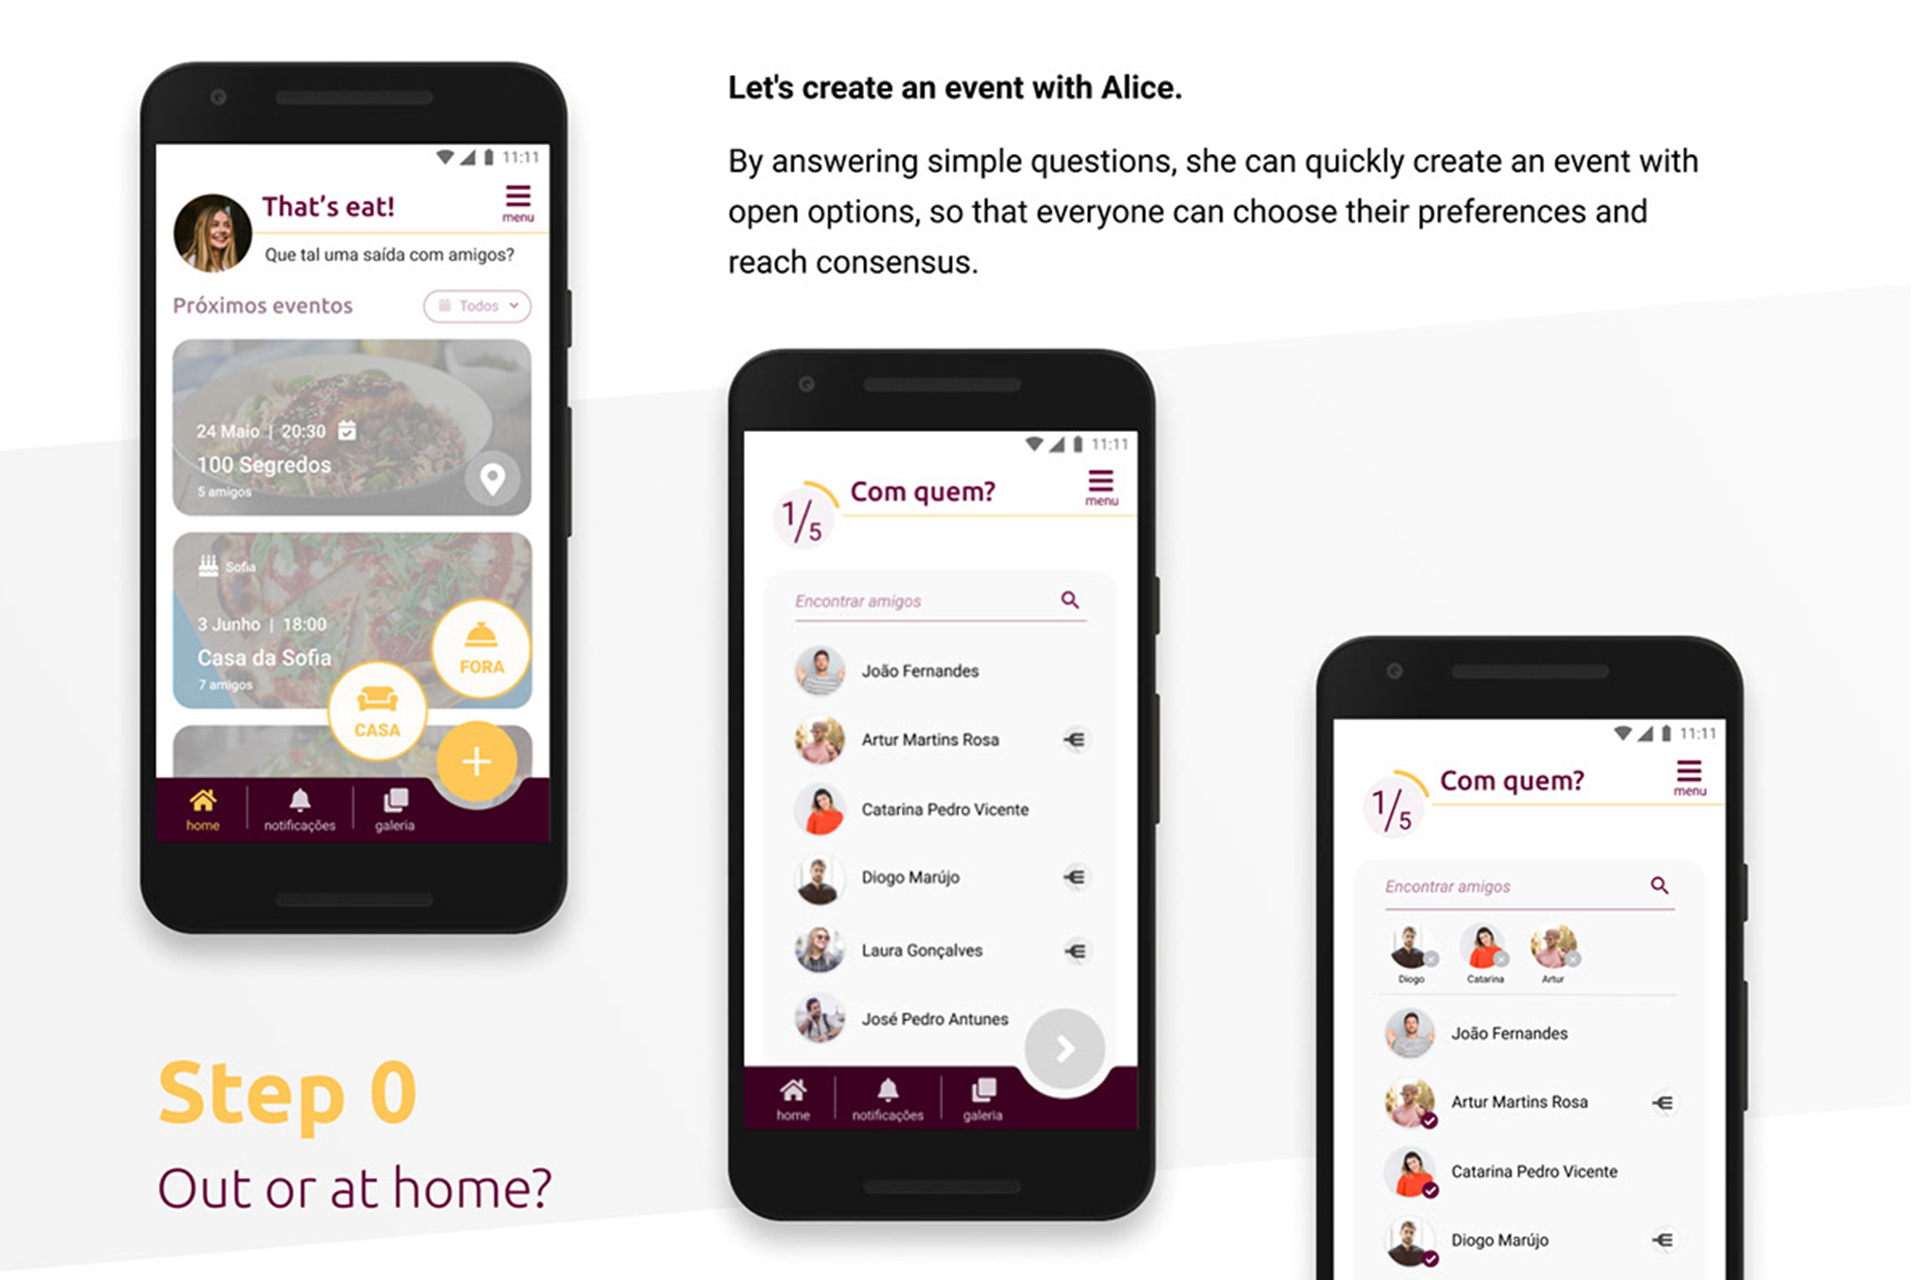 Let's create an event with Alice.
By answering simple questions, she can quickly create an event with
open options, so that everyone can choose their preferences and
reach consensus.
11:11
That's eat!
menu
Que tal uma saída com amigos?
Próximos eventos
Todos
24 Maio | 20:30
100 Segredos
5 amigos
Sofia
3 Junho | 18:00
Casa da Sofia
7 amigos
FORA
CASA
+
home
notificações
galeria
Step 0
Out or at home?
11:11
1/5
Com quem?
menu
Encontrar amigos
João Fernandes
Artur Martins Rosa
Catarina Pedro Vicente
Diogo Marújo
Laura Gonçalves
José Pedro Antunes
home
notificações
galeria
11:11
1/5
Com quem?
menu
Encontrar amigos
Diogo
Catarina
Artur
João Fernandes
Artur Martins Rosa
Catarina Pedro Vicente
Diogo Marújo